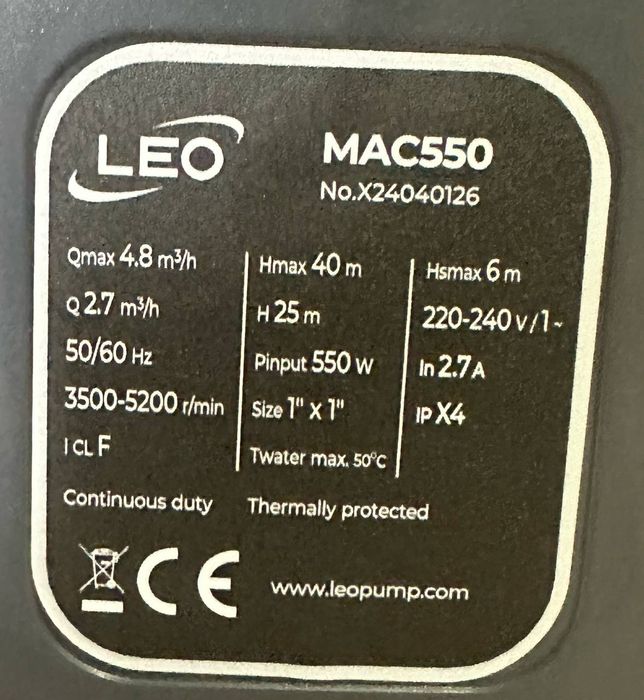 LEO
MAC550
No.X24040126
Qmax 4.8 m³/h
Q 2.7 m³/h
50/60 Hz
3500-5200 r/min
I CL F
Hmax 40 m
H 25 m
Pinput 550 W
Size 1" x 1"
Twater max. 50°C
Hsmax 6 m
220-240 V/1~
In 2.7 A
IP X4
Continuous duty
Thermally protected
CE
www.leopump.com